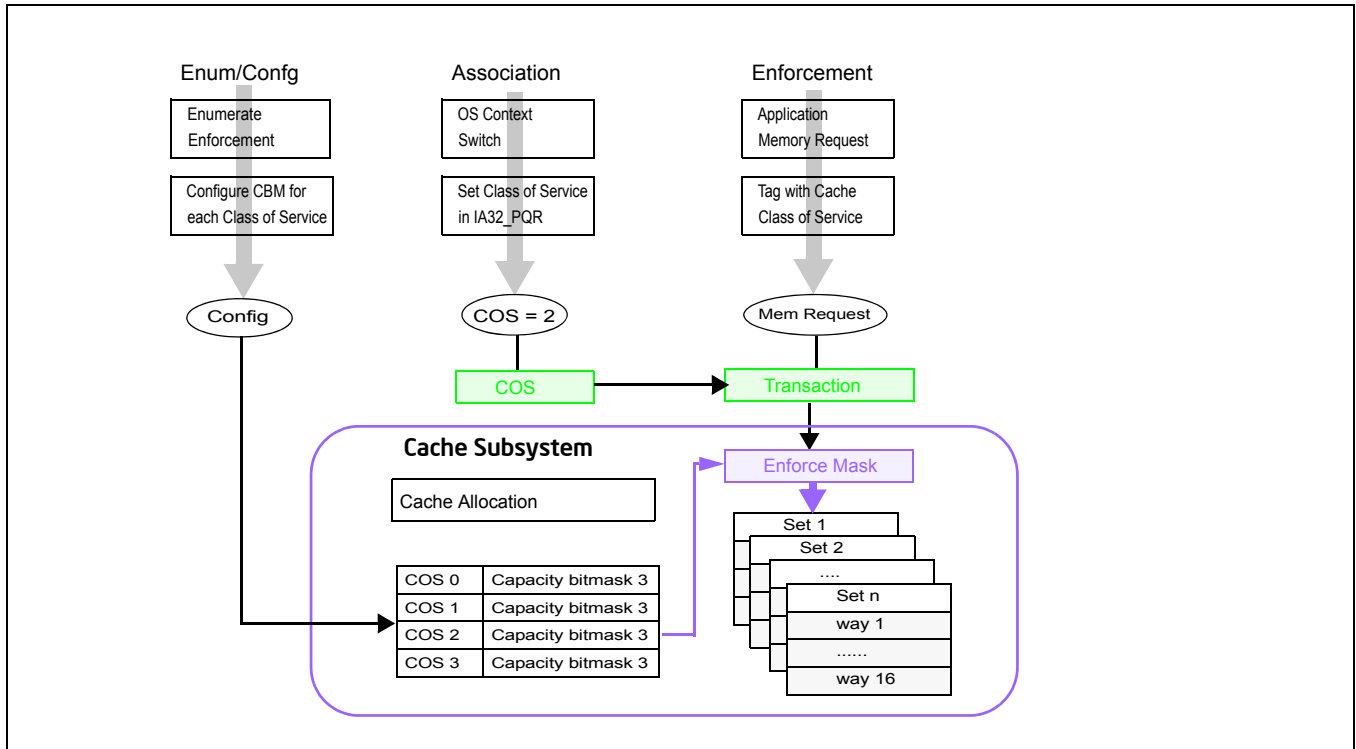 Enum/Confg
Association
Enforcement
Enumerate
Enforcement
OS Context
Switch
Application
Memory Request
Configure CBM for
each Class of Service
Set Class of Service
in IA32_PQR
Tag with Cache
Class of Service
Config
COS = 2
Mem Request
COS
Transaction
Cache Subsystem
Enforce Mask
Cache Allocation
COS 0 Capacity bitmask 3
COS 1 Capacity bitmask 3
COS 2 Capacity bitmask 3
COS 3 Capacity bitmask 3
Set 1
Set 2
....
Set n
way 1
......
way 16